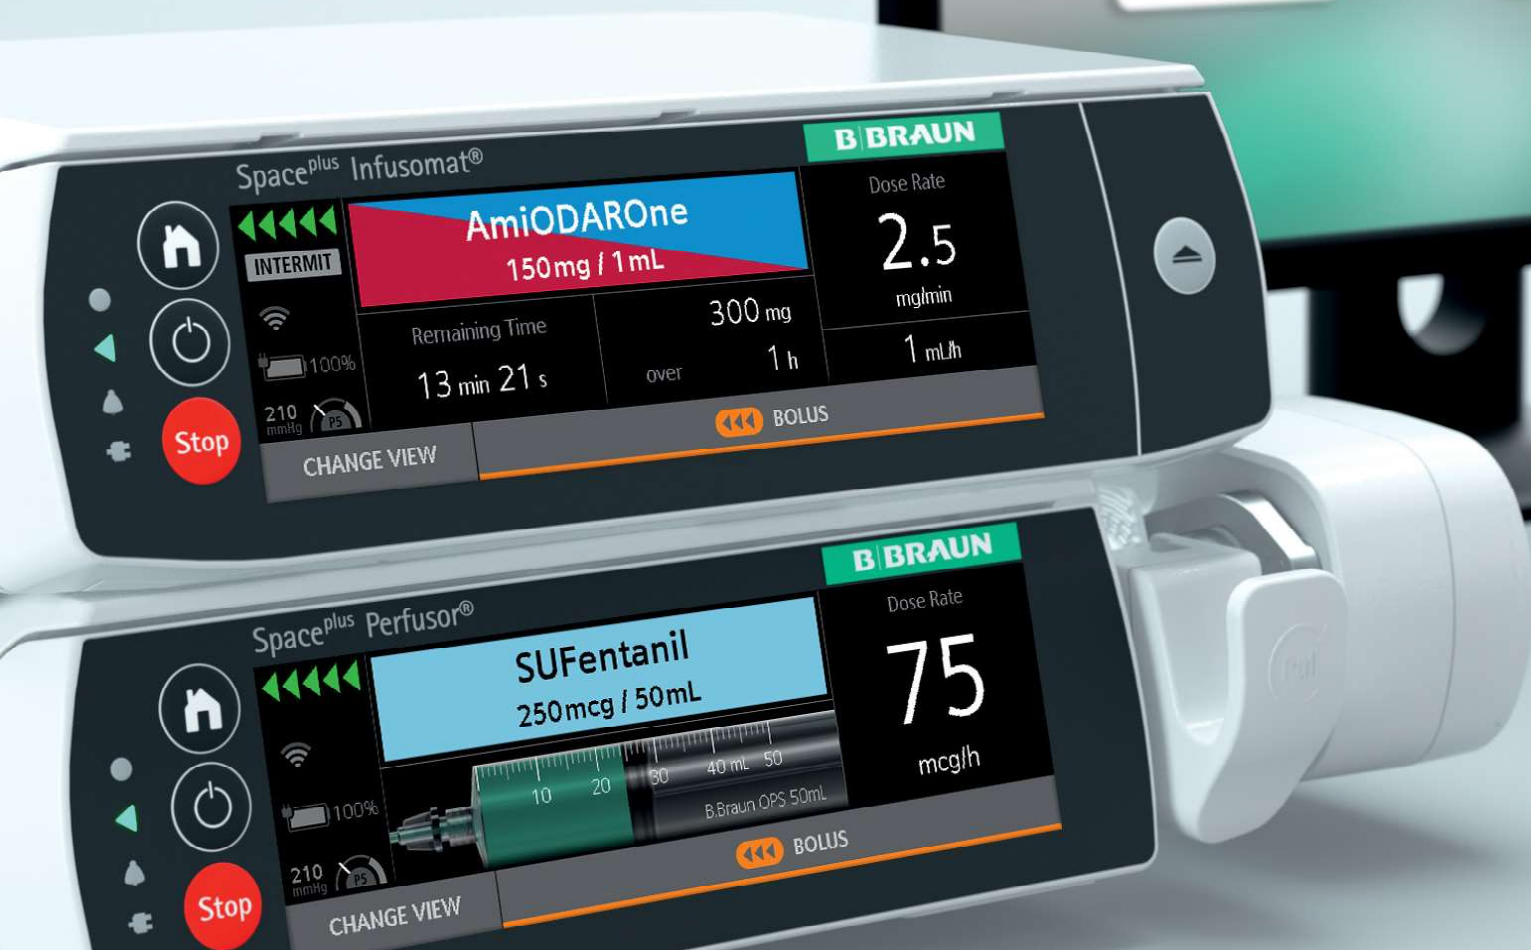 B|BRAUN
Space plus Infusomat®
AmiODAROne
150mg / 1mL
Dose Rate
2.5
mg/min
1 mL/h
INTERMIT
100%
210
mmHg
P5
Remaining Time
13 min 21 s
300 mg
over 1 h
Stop
CHANGE VIEW
BOLUS
B|BRAUN
Space plus Perfusor®
SUFentanil
250mcg / 50mL
Dose Rate
75
mcg/h
100%
210
mmHg
P5
10 20 30 40 mL 50
B.Braun OPS 50mL
Stop
CHANGE VIEW
BOLUS